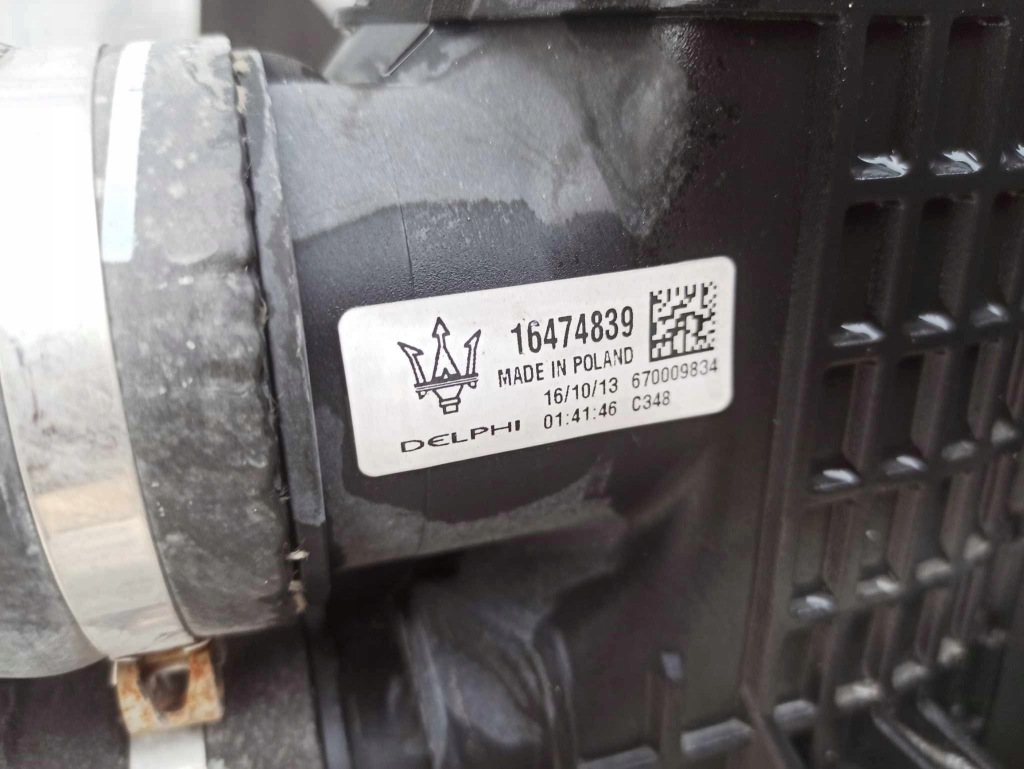 16474839
MADE IN POLAND
16/10/13 670009834
01:41:46 C348
DELPHI